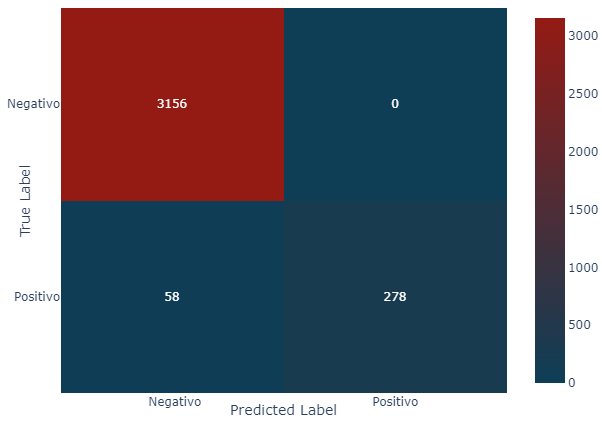 3000
Negativo 3156 0
2500
2000
True Label
1500
1000
Positivo 58 278
500
0
Negativo Positivo
Predicted Label